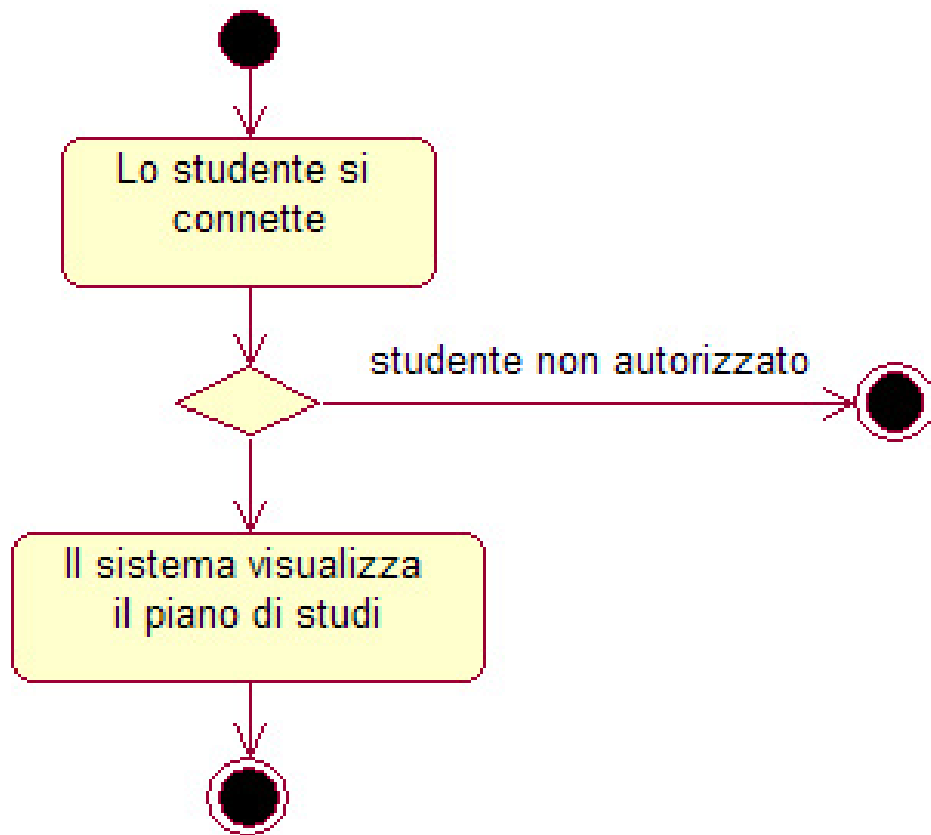 Lo studente si
connette
studente non autorizzato
Il sistema visualizza
il piano di studi